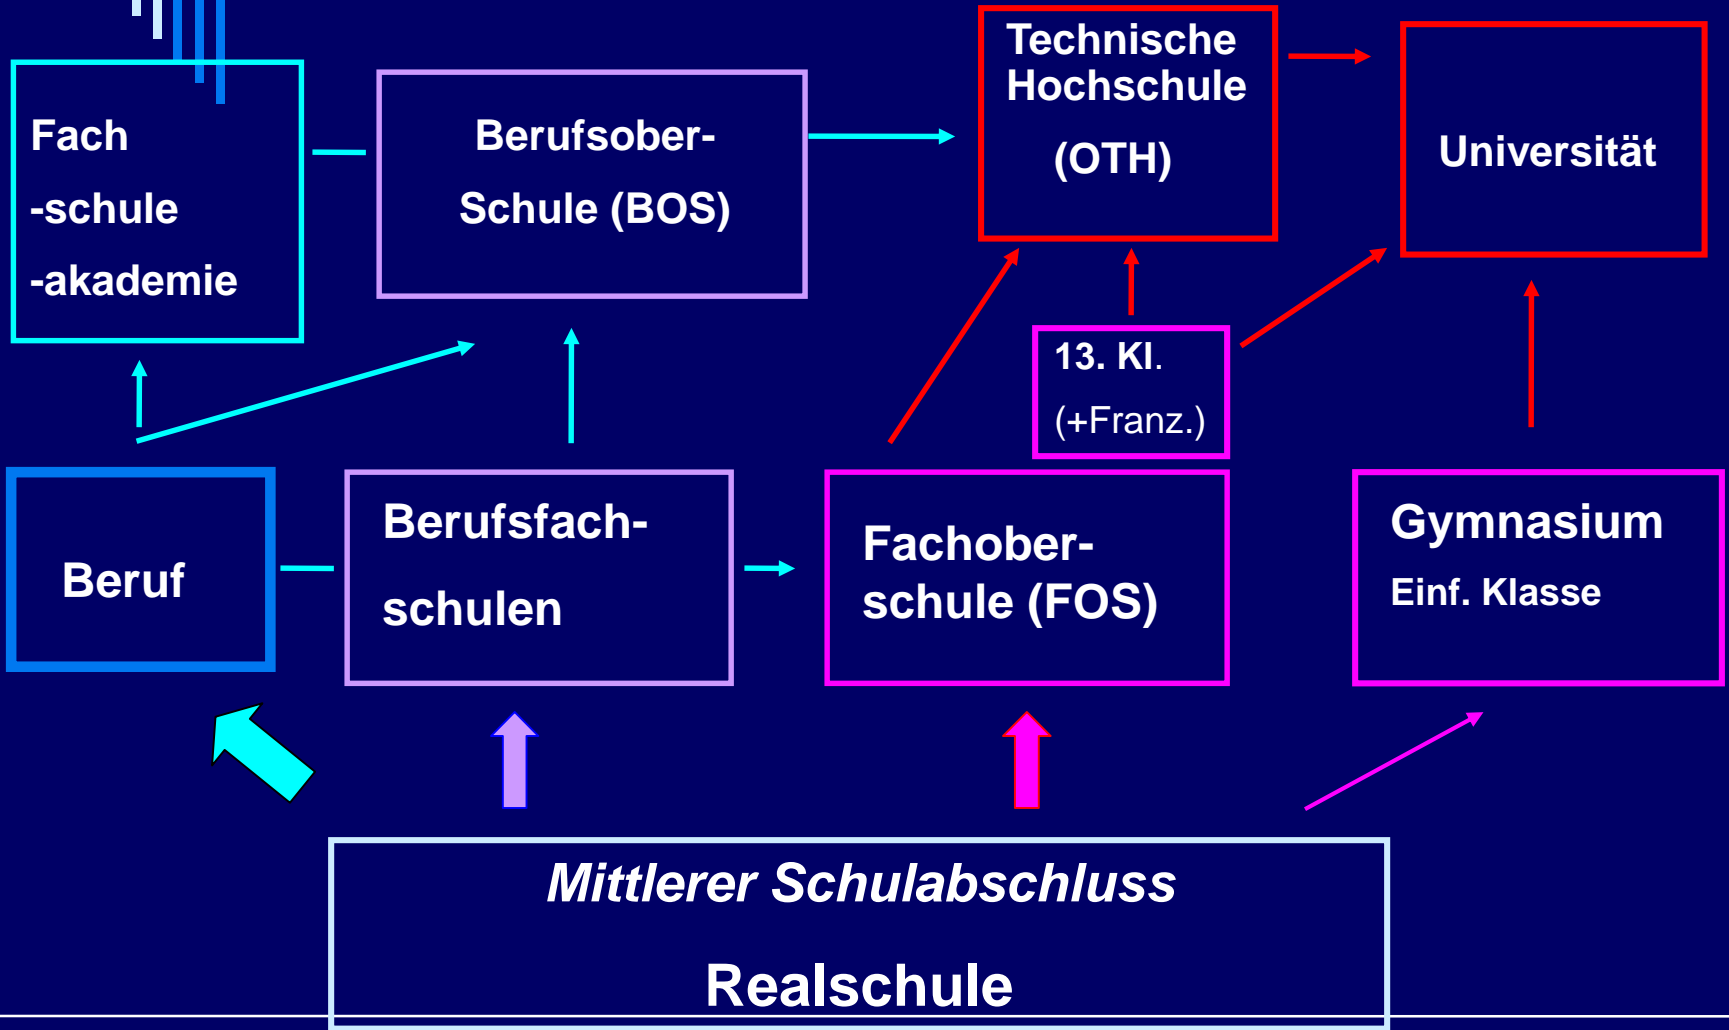 Fach
-schule
-akademie
Berufsober-
Schule (BOS)
Technische
Hochschule
(OTH)
Universität
13. Kl.
(+Franz.)
Beruf
Berufsfach-
schulen
Fachober-
schule (FOS)
Gymnasium
Einf. Klasse
Mittlerer Schulabschluss
Realschule